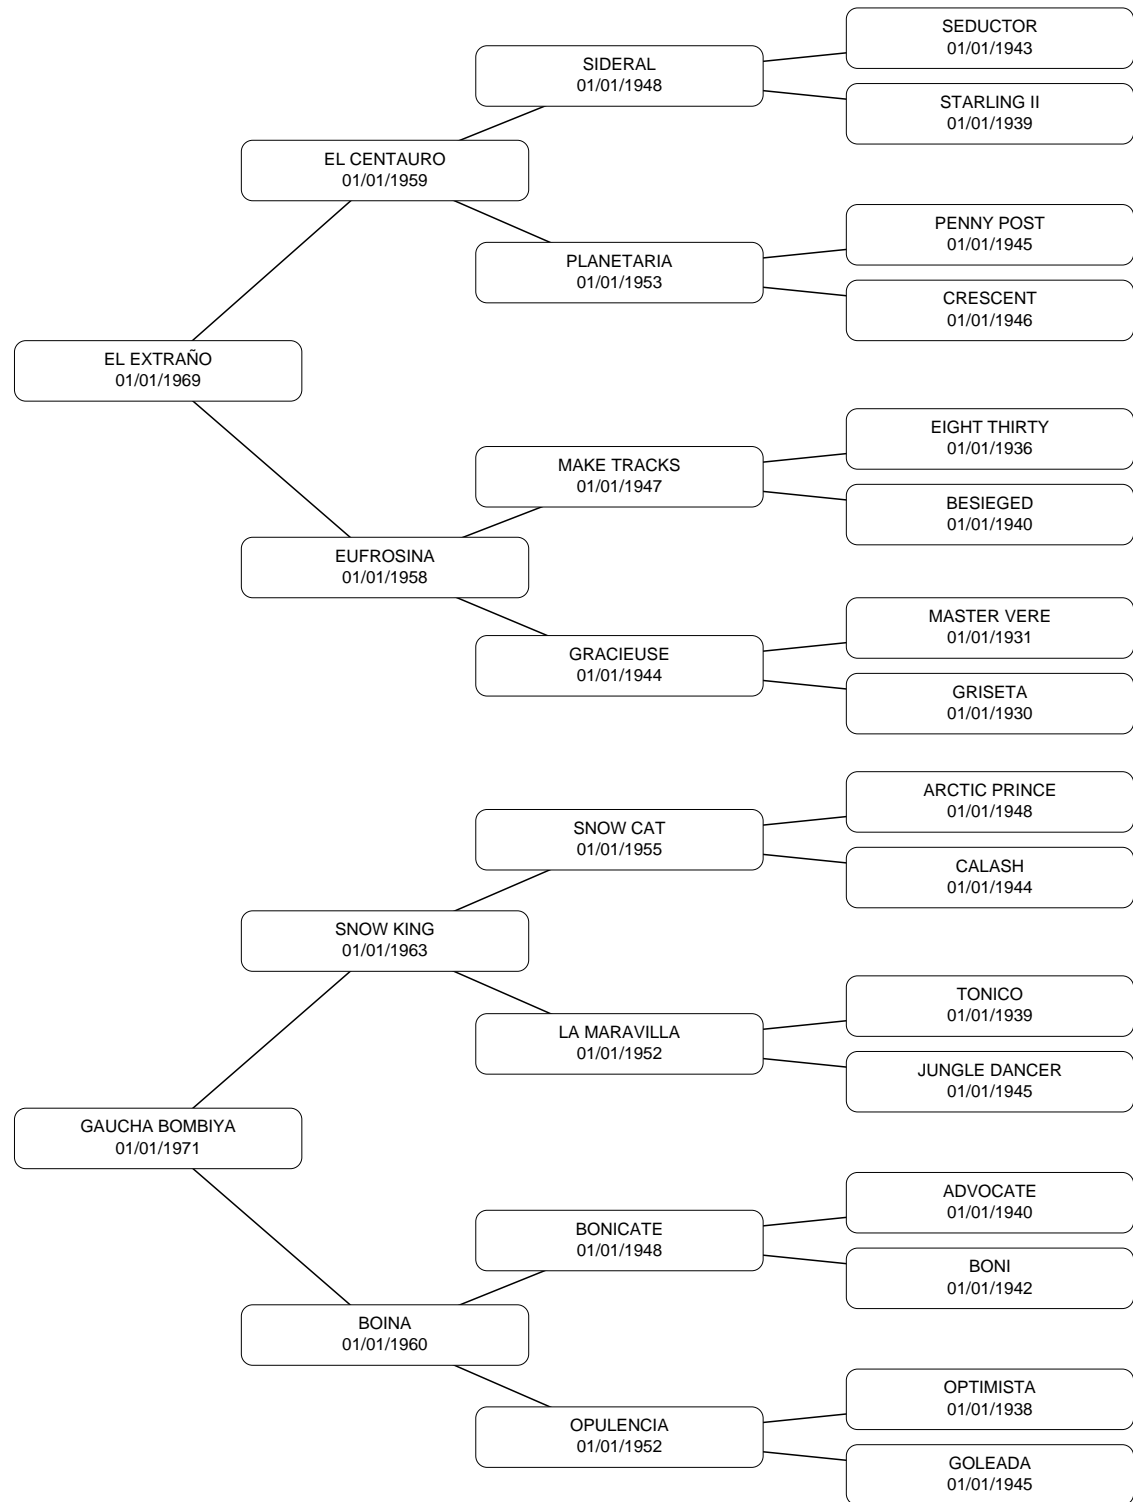 SEDUCTOR
01/01/1943
SIDERAL
01/01/1948
STARLING II
01/01/1939
EL CENTAURO
01/01/1959
PENNY POST
01/01/1945
PLANETARIA
01/01/1953
CRESCENT
01/01/1946
EL EXTRAÑO
01/01/1969
EIGHT THIRTY
01/01/1936
MAKE TRACKS
01/01/1947
BESIEGED
01/01/1940
EUFROSINA
01/01/1958
MASTER VERE
01/01/1931
GRACIEUSE
01/01/1944
GRISETA
01/01/1930
ARCTIC PRINCE
01/01/1948
SNOW CAT
01/01/1955
CALASH
01/01/1944
SNOW KING
01/01/1963
TONICO
01/01/1939
LA MARAVILLA
01/01/1952
JUNGLE DANCER
01/01/1945
GAUCHA BOMBIYA
01/01/1971
ADVOCATE
01/01/1940
BONICATE
01/01/1948
BONI
01/01/1942
BOINA
01/01/1960
OPTIMISTA
01/01/1938
OPULENCIA
01/01/1952
GOLEADA
01/01/1945